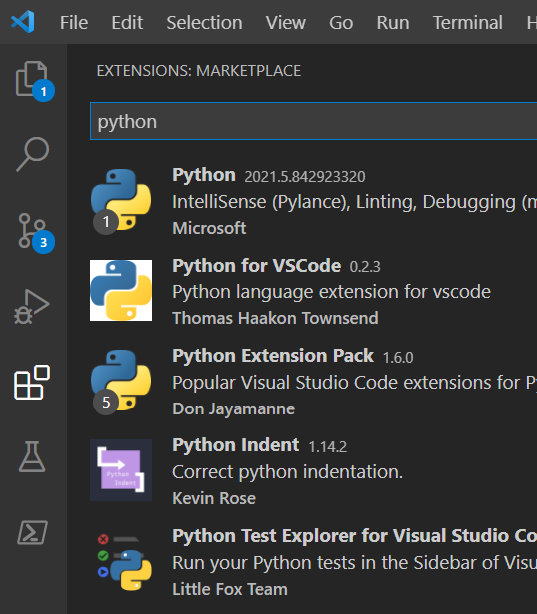 File Edit Selection View Go Run Terminal H
EXTENSIONS: MARKETPLACE
1
python
Python 2021.5.842923320
IntelliSense (Pylance), Linting, Debugging (m
1
Microsoft
3
Python for VSCode 0.2.3
Python language extension for vscode
Thomas Haakon Townsend
Python Extension Pack 1.6.0
Popular Visual Studio Code extensions for Py
5
Don Jayamanne
Python Indent 1.14.2
Correct python indentation.
Python
Indent
Kevin Rose
Python Test Explorer for Visual Studio Co
Run your Python tests in the Sidebar of Visu
Little Fox Team